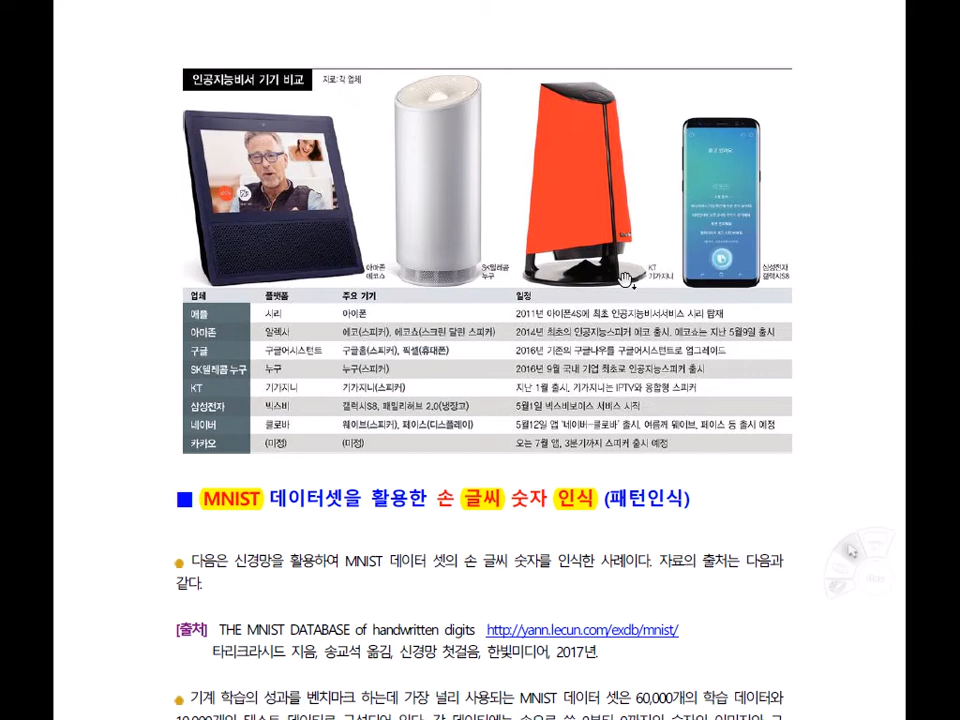 인공지능비서 기기 비교 자료: 각 업체
아마존
에코쇼
SK텔레콤
누구
KT
기가지니
삼성전자
갤럭시S8
업체 플랫폼 주요 기기 일정
애플 시리 아이폰 2011년 아이폰4S에 최초 인공지능비서서비스 시리 탑재
아마존 알렉사 에코(스피커), 에코쇼(스크린 달린 스피커) 2014년 최초의 인공지능스피커 에코 출시, 에코쇼는 지난 5월9일 출시
구글 구글어시스턴트 구글홈(스피커), 픽셀(휴대폰) 2016년 기존의 구글나우를 구글어시스턴트로 업그레이드
SK텔레콤 누구 누구 누구(스피커) 2016년 9월 국내 기업 최초로 인공지능스피커 출시
KT 기가지니 기가지니(스피커) 지난 1월 출시, 기가지니는 IPTV와 융합형 스피커
삼성전자 빅스비 갤럭시S8, 패밀리허브 2.0(냉장고) 5월1일 빅스비보이스 서비스 시작
네이버 클로바 웨이브(스피커), 페이스(디스플레이) 5월12일 앱 '네이버-클로바' 출시, 여름께 웨이브, 페이스 등 출시 예정
카카오 (미정) (미정) 오는 7월 앱, 3분기까지 스피커 출시 예정
■ MNIST 데이터셋을 활용한 손 글씨 숫자 인식 (패턴인식)
● 다음은 신경망을 활용하여 MNIST 데이터 셋의 손 글씨 숫자를 인식한 사례이다. 자료의 출처는 다음과
같다.
[출처] THE MNIST DATABASE of handwritten digits http://yann.lecun.com/exdb/mnist/
타리크라시드 지음, 송교석 옮김, 신경망 첫걸음, 한빛미디어, 2017년.
● 기계 학습의 성과를 벤치마크 하는데 가장 널리 사용되는 MNIST 데이터 셋은 60,000개의 학습 데이터와